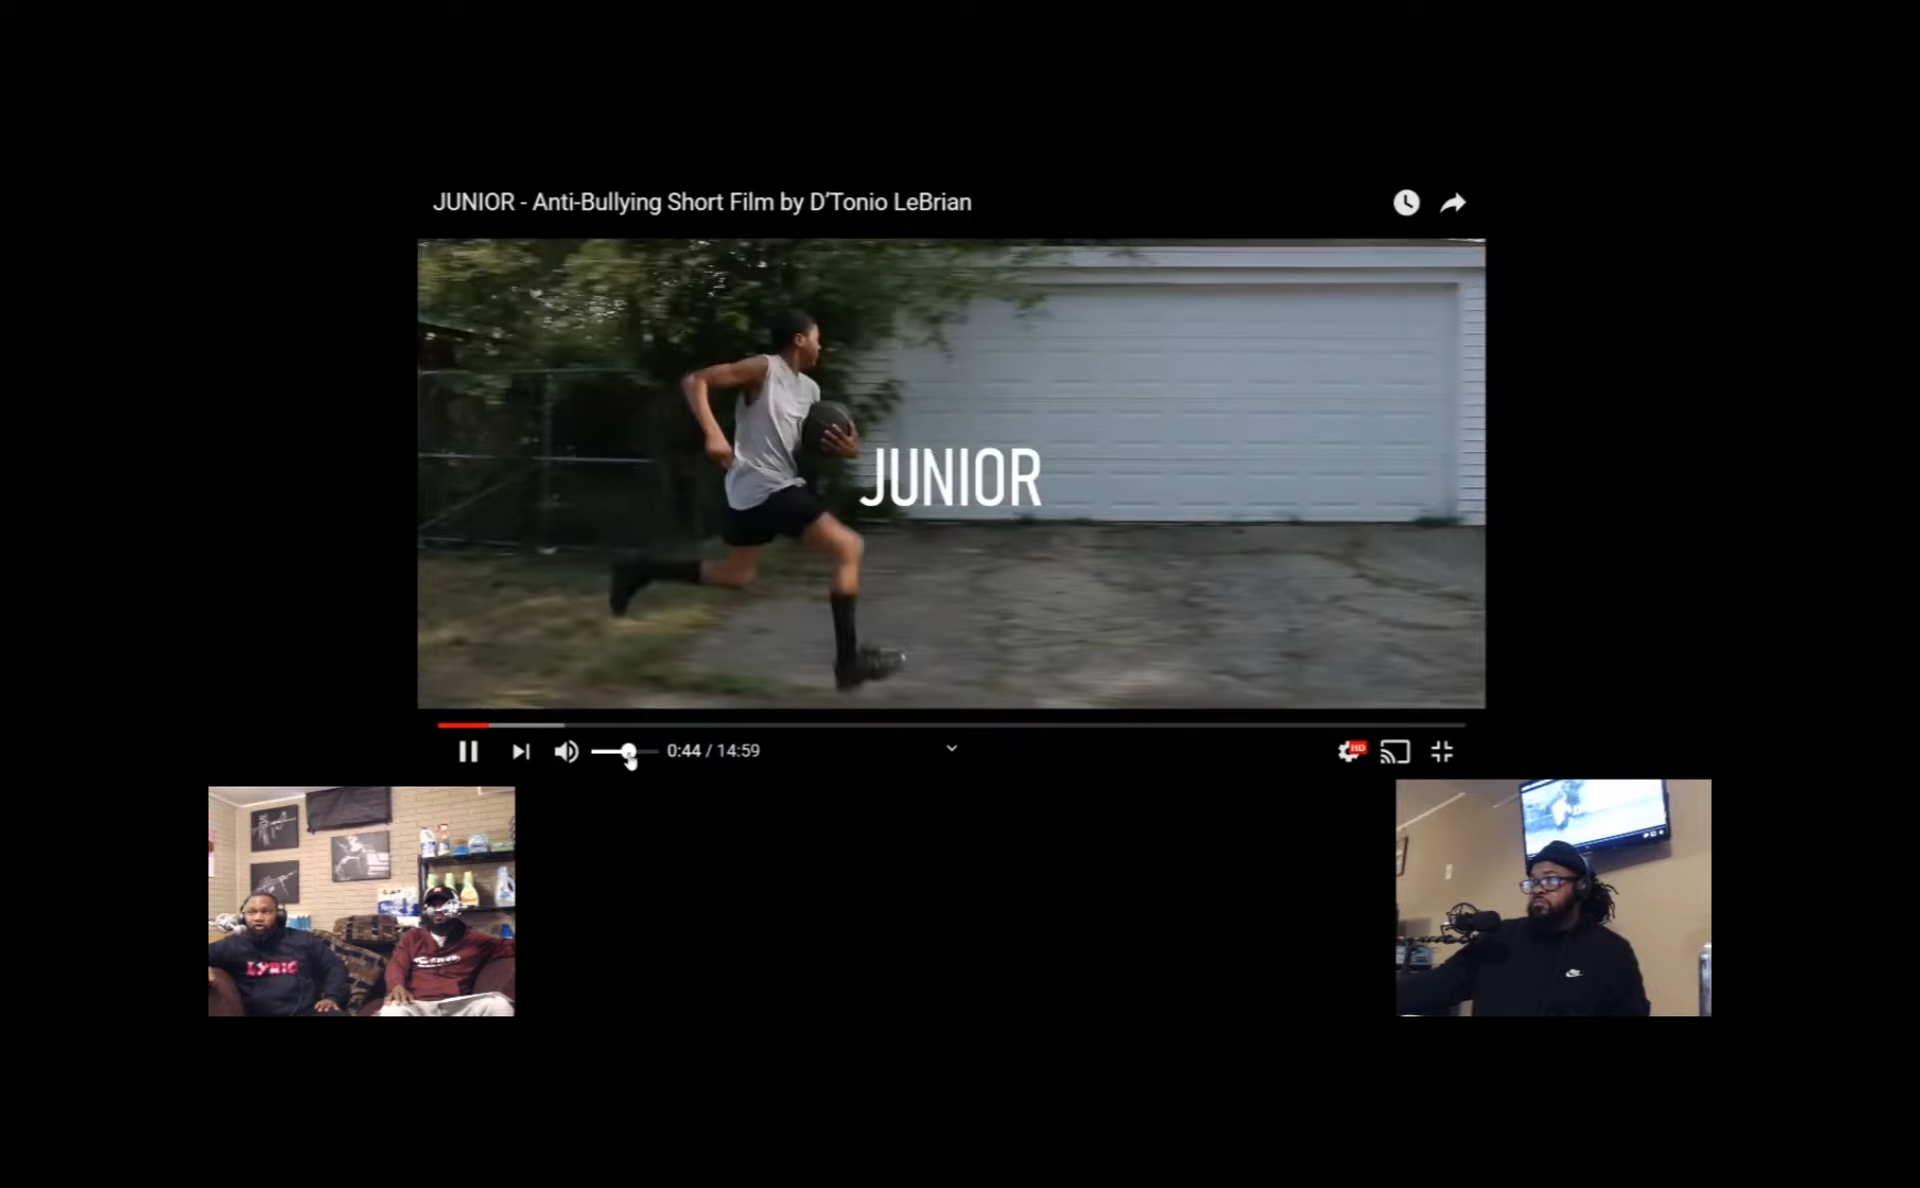 JUNIOR - Anti-Bullying Short Film by D'Tonio LeBrian
JUNIOR
0:44 / 14:59
HD
LYRIC